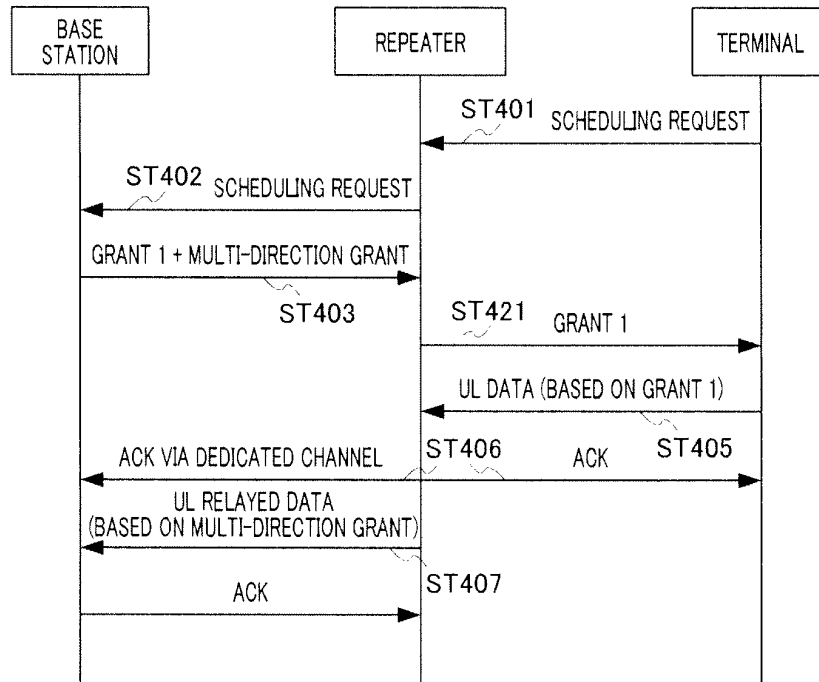 BASE
STATION
REPEATER
TERMINAL
ST401
SCHEDULING REQUEST
ST402
SCHEDULING REQUEST
GRANT 1 + MULTI-DIRECTION GRANT
ST403
ST421
GRANT 1
UL DATA (BASED ON GRANT 1)
ST405
ACK VIA DEDICATED CHANNEL
ST406
ACK
UL RELAYED DATA
(BASED ON MULTI-DIRECTION GRANT)
ST407
ACK